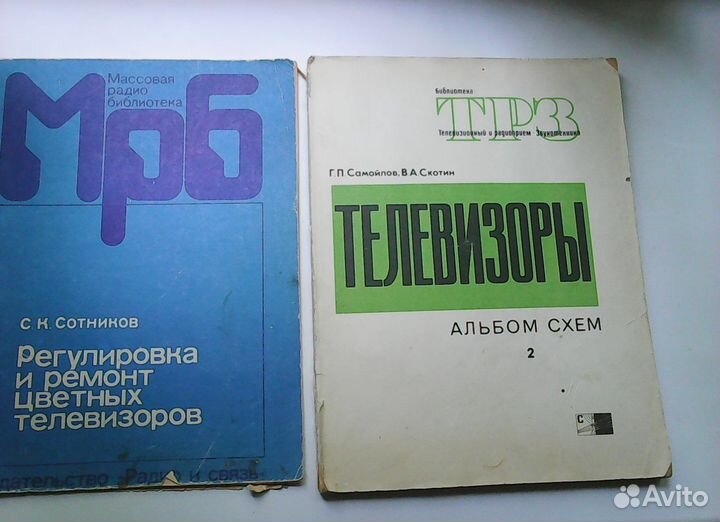 Массовая
радио
библиотека
Мрб
С К. Сотников
Регулировка
и ремонт
цветных
телевизоров
дательство „Радио и связь
Библиотека
ТРЗ
Телевизионный и радиоприем Звукотехника
Г.П.Самойлов, В.А.Скотин
ТЕЛЕВИЗОРЫ
АЛЬБОМ СХЕМ
2
С
Avito